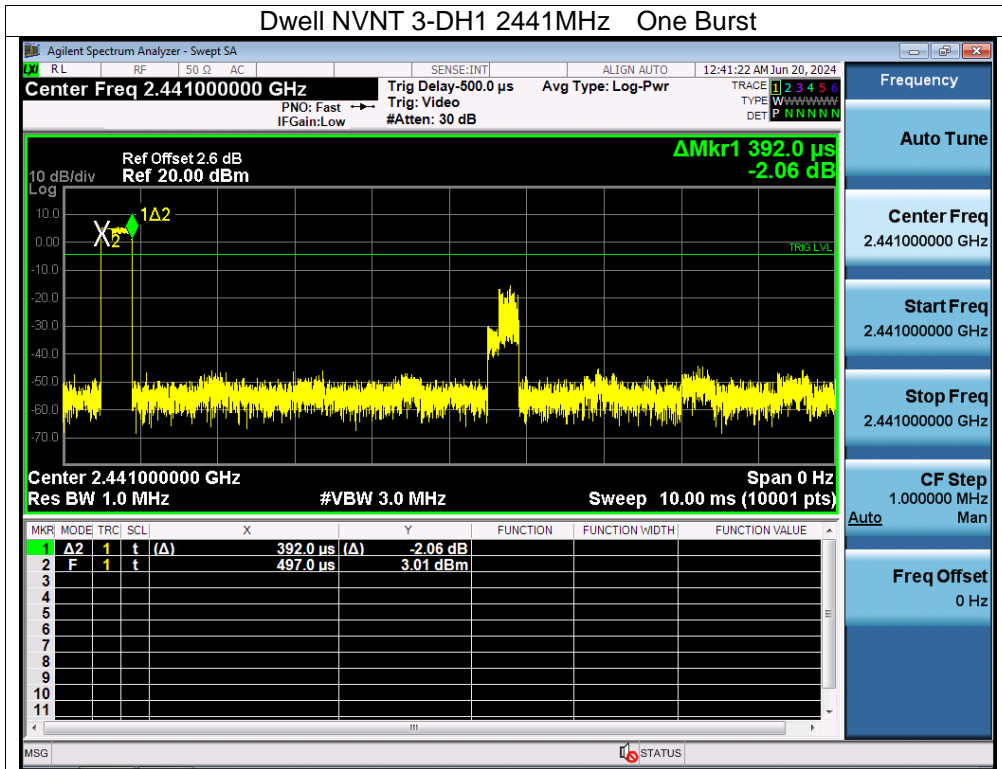 Dwell NVNT 3-DH1 2441MHz One Burst
Agilent Spectrum Analyzer - Swept SA
LXI RL RF 50 Ω AC SENSE:INT ALIGN AUTO 12:41:22 AM Jun 20, 2024
Center Freq 2.441000000 GHz Trig Delay-500.0 µs Avg Type: Log-Pwr TRACE 1 2 3 4 5 6
PNO: Fast Trig: Video TYPE WWWWWW
IFGain:Low #Atten: 30 dB DET P N N N N N
Ref Offset 2.6 dB ΔMkr1 392.0 µs
10 dB/div Ref 20.00 dBm -2.06 dB
Log
10.0
0.00
-10.0
-20.0
-30.0
-40.0
-50.0
-60.0
-70.0
1Δ2
X2
TRIG LVL
Center 2.441000000 GHz Span 0 Hz
Res BW 1.0 MHz #VBW 3.0 MHz Sweep 10.00 ms (10001 pts)
MKR MODE TRC SCL X Y FUNCTION FUNCTION WIDTH FUNCTION VALUE
1 Δ2 1 t (Δ) 392.0 µs (Δ) -2.06 dB
2 F 1 t 497.0 µs 3.01 dBm
3
4
5
6
7
8
9
10
11
MSG STATUS
Frequency
Auto Tune
Center Freq
2.441000000 GHz
Start Freq
2.441000000 GHz
Stop Freq
2.441000000 GHz
CF Step
1.000000 MHz
Auto Man
Freq Offset
0 Hz